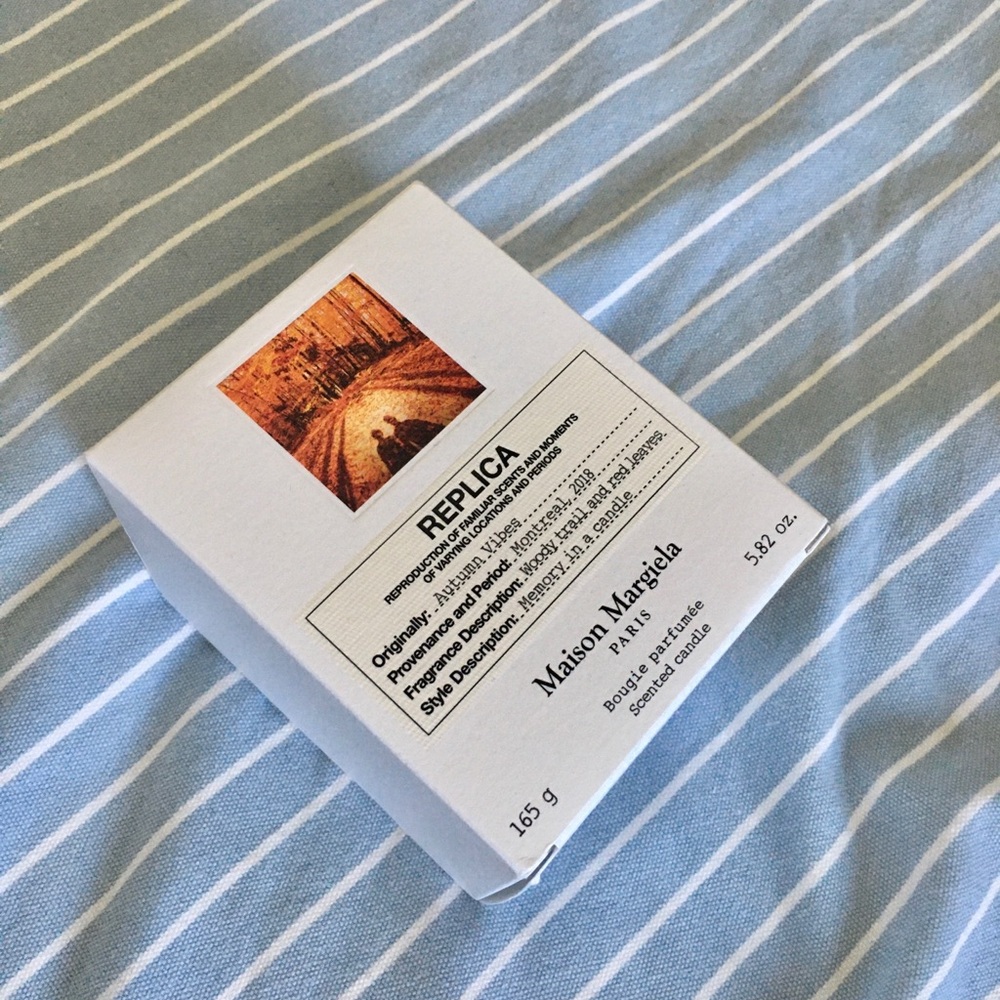 REPLICA
REPRODUCTION OF FAMILIAR SCENTS AND MOMENTS
OF VARYING LOCATIONS AND PERIODS
Originally: Autumn Vibes
Provenance and Period: Montreal, 2018
Fragrance Description: Woody trail and red leaves
Style Description: Memory in a candle
Maison Margiela
PARIS
Bougie parfumée
Scented candle
165 g
5.82 oz.